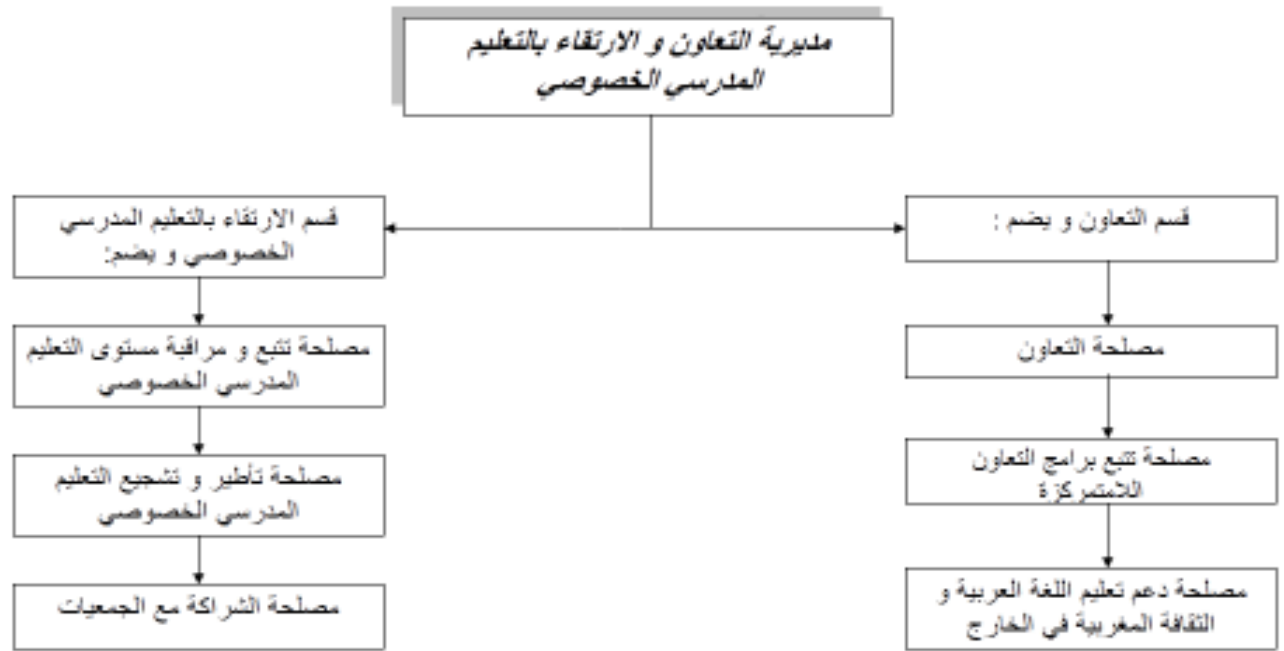 مديرية التعاون و الارتقاء بالتعليم
المدرسي الخصوصي
قسم التعاون و يضم :
مصلحة التعاون
مصلحة تتبع برامج التعاون
اللامتمركزة
مصلحة دعم تعليم اللغة العربية و
الثقافة المغربية في الخارج
قسم الارتقاء بالتعليم المدرسي
الخصوصي و يضم:
مصلحة تتبع و مراقبة مستوى التعليم
المدرسي الخصوصي
مصلحة تأطير و تشجيع التعليم
المدرسي الخصوصي
مصلحة الشراكة مع الجمعيات